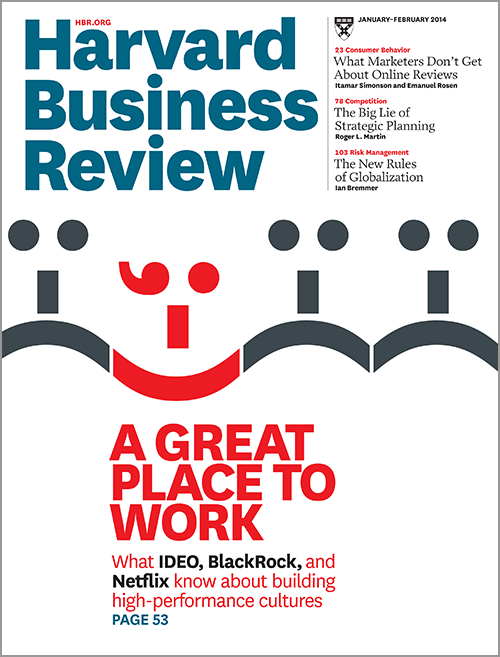 HBR.ORG
Harvard
Business
Review
JANUARY–FEBRUARY 2014
23 Consumer Behavior
What Marketers Don't Get
About Online Reviews
Itamar Simonson and Emanuel Rosen
78 Competition
The Big Lie of
Strategic Planning
Roger L. Martin
103 Risk Management
The New Rules
of Globalization
Ian Bremmer
A GREAT
PLACE TO
WORK
What IDEO, BlackRock, and
Netflix know about building
high-performance cultures
PAGE 53